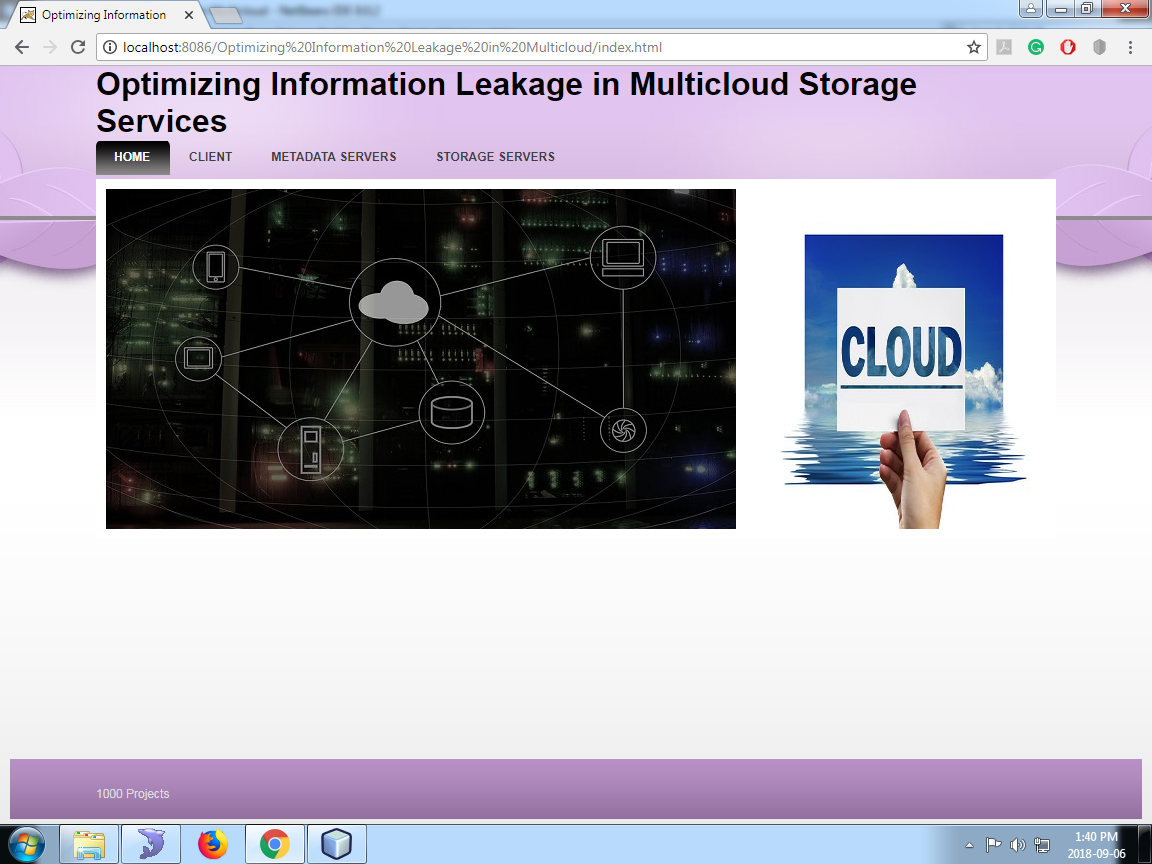 Optimizing Information
localhost:8086/Optimizing%20Information%20Leakage%20in%20Multicloud/index.html
Optimizing Information Leakage in Multicloud Storage
Services
HOME CLIENT METADATA SERVERS STORAGE SERVERS
CLOUD
1000 Projects
1:40 PM
2018-09-06